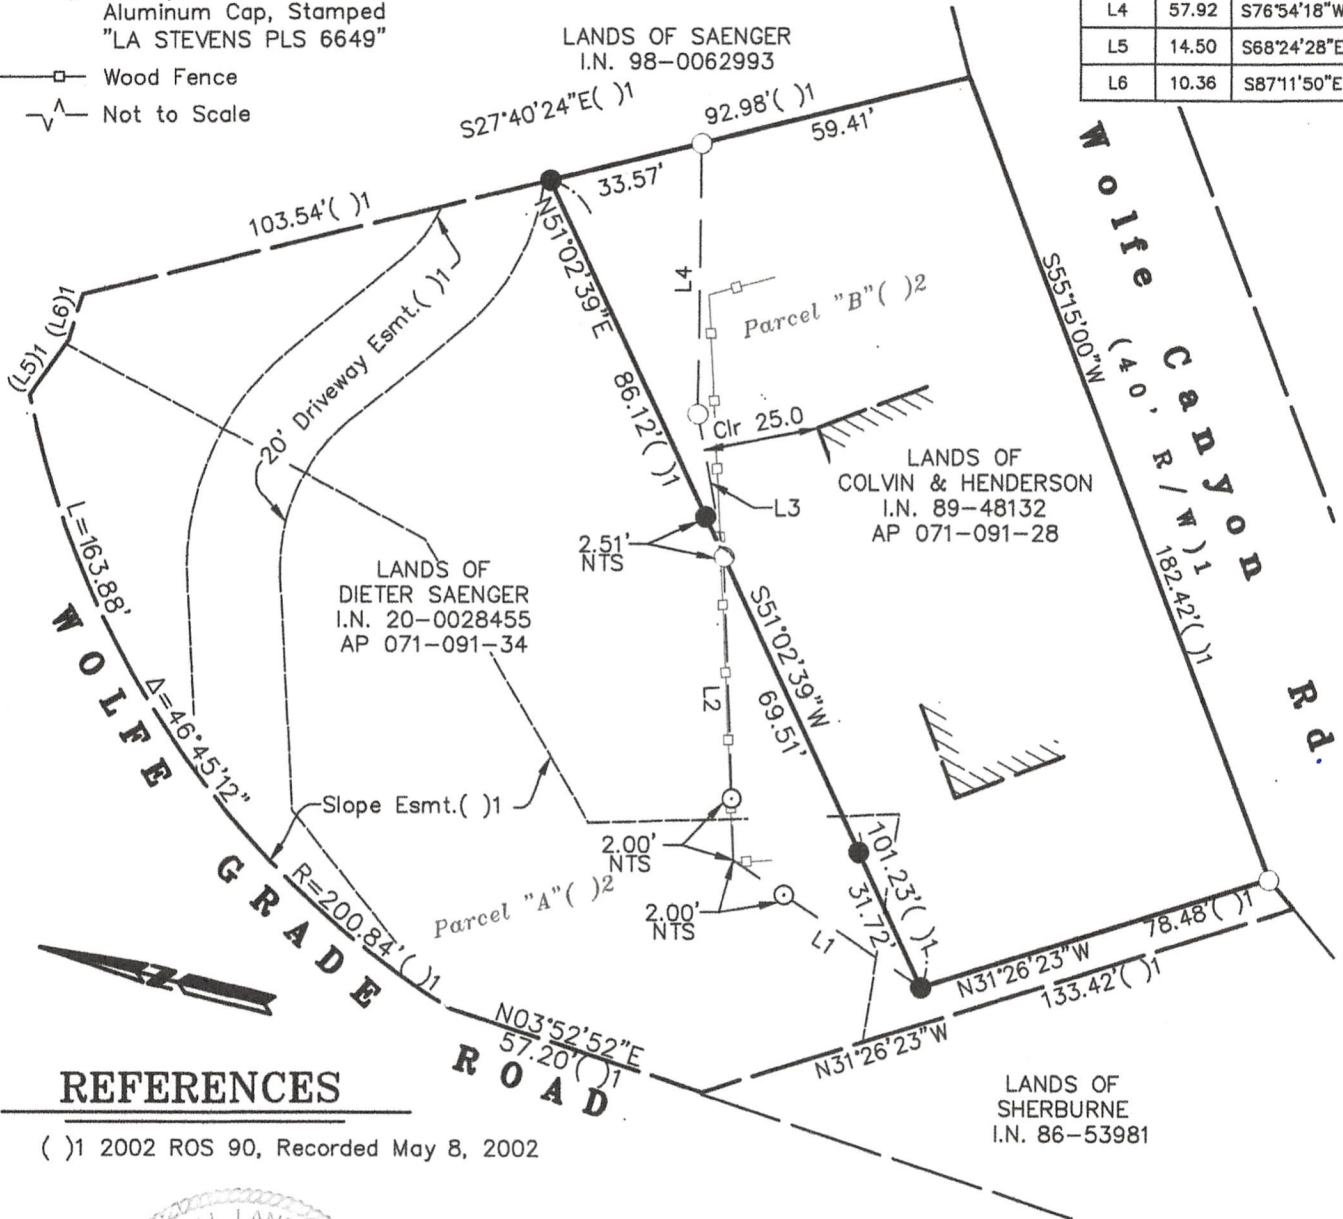 Aluminum Cap, Stamped
"LA STEVENS PLS 6649"
Wood Fence
Not to Scale
LANDS OF SAENGER
I.N. 98-0062993
L4 57.92 S76°54'18"W
L5 14.50 S68°24'28"E
L6 10.36 S87°11'50"E
S27°40'24"E( )1
92.98'( )1
59.41'
33.57'
103.54'( )1
(L6)1
(L5)1
20' Driveway Esmt.( )1
N51°02'39"E
86.12'( )1
L4
Parcel "B"( )2
Clr 25.0
L3
LANDS OF
COLVIN & HENDERSON
I.N. 89-48132
AP 071-091-28
S55°15'00"W
182.42'( )1
Wolfe Canyon Rd.
(40' R/W)1
2.51'
NTS
LANDS OF
DIETER SAENGER
I.N. 20-0028455
AP 071-091-34
L=163.88'
Δ=46°45'12"
R=200.84'( )1
WOLFE GRADE ROAD
S51°02'39"W
69.51'
L2
Slope Esmt.( )1
2.00'
NTS
2.00'
NTS
101.23'( )1
31.72'
L1
Parcel "A"( )2
N
N31°26'23"W
78.48'( )1
133.42'( )1
N31°26'23"W
N03°52'52"E
57.20'( )1
LANDS OF
SHERBURNE
I.N. 86-53981
REFERENCES
( )1 2002 ROS 90, Recorded May 8, 2002
LAN